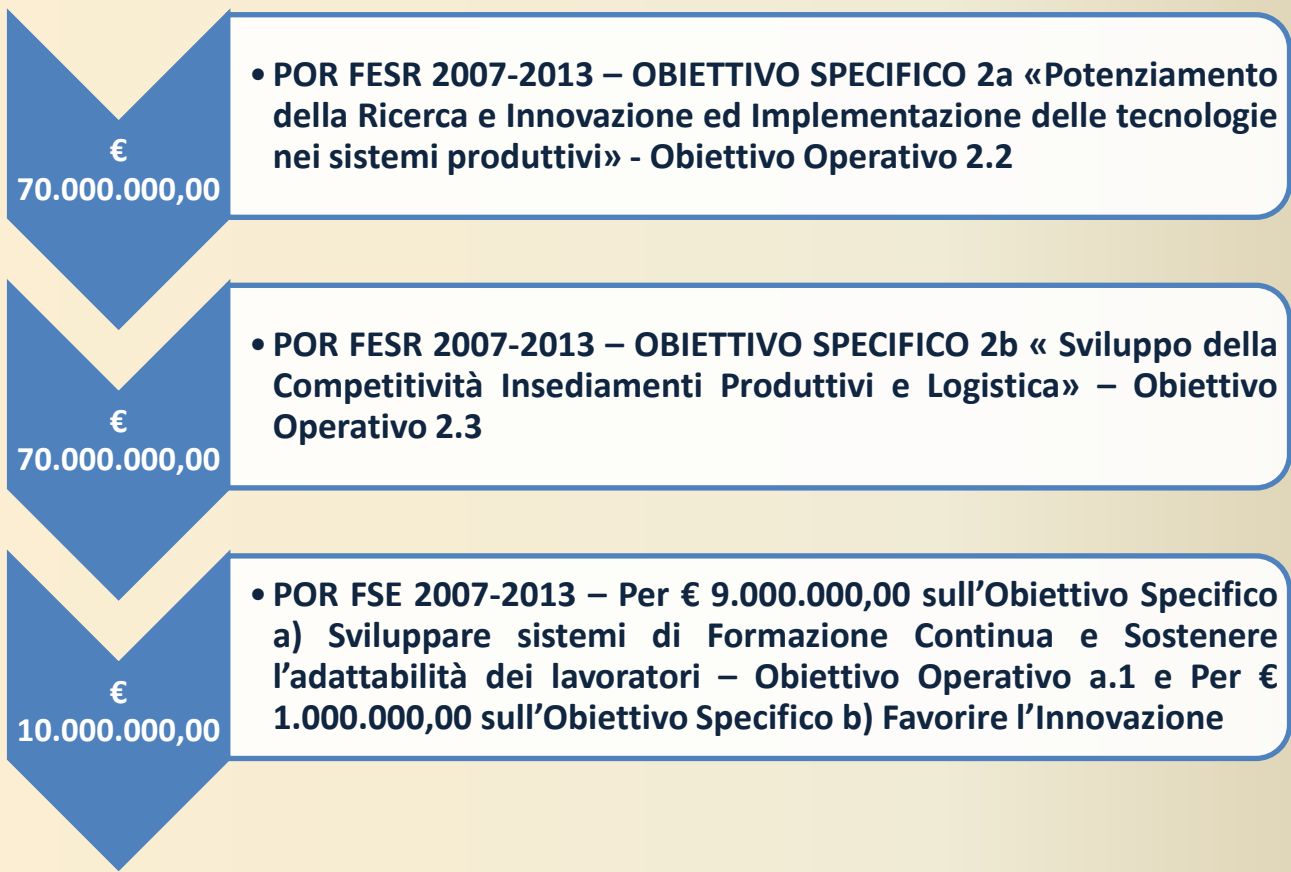 €
70.000.000,00
• POR FESR 2007-2013 – OBIETTIVO SPECIFICO 2a «Potenziamento
della Ricerca e Innovazione ed Implementazione delle tecnologie
nei sistemi produttivi» - Obiettivo Operativo 2.2
€
70.000.000,00
• POR FESR 2007-2013 – OBIETTIVO SPECIFICO 2b « Sviluppo della
Competitività Insediamenti Produttivi e Logistica» – Obiettivo
Operativo 2.3
€
10.000.000,00
• POR FSE 2007-2013 – Per € 9.000.000,00 sull’Obiettivo Specifico
a) Sviluppare sistemi di Formazione Continua e Sostenere
l’adattabilità dei lavoratori – Obiettivo Operativo a.1 e Per €
1.000.000,00 sull’Obiettivo Specifico b) Favorire l’Innovazione